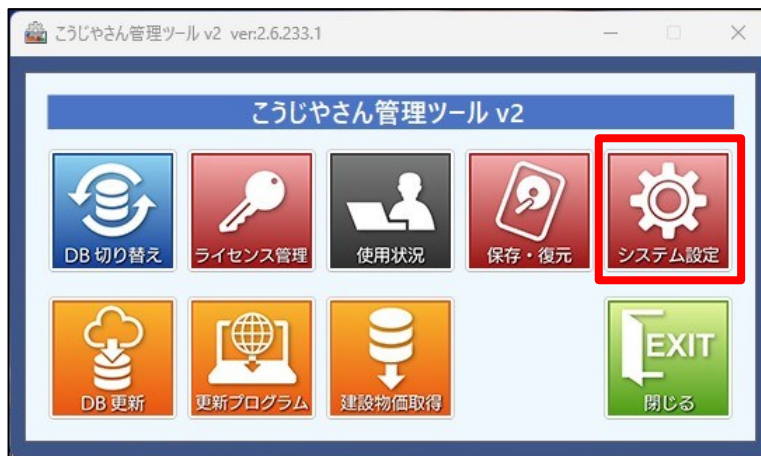 こうじやさん管理ツール v2 ver:2.6.233.1
こうじやさん管理ツール v2
DB 切り替え
ライセンス管理
使用状況
保存・復元
システム設定
DB 更新
更新プログラム
建設物価取得
EXIT
閉じる